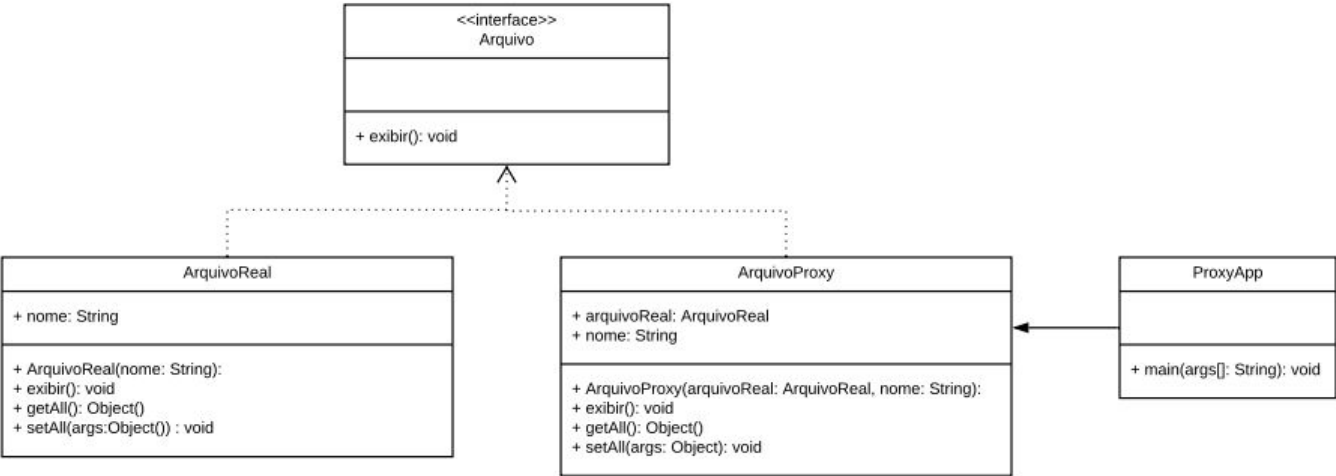 <<interface>>
Arquivo
+ exibir(): void
ArquivoReal
+ nome: String
+ ArquivoReal(nome: String):
+ exibir(): void
+ getAll(): Object()
+ setAll(args:Object()) : void
ArquivoProxy
+ arquivoReal: ArquivoReal
+ nome: String
+ ArquivoProxy(arquivoReal: ArquivoReal, nome: String):
+ exibir(): void
+ getAll(): Object()
+ setAll(args: Object): void
ProxyApp
+ main(args[]: String): void